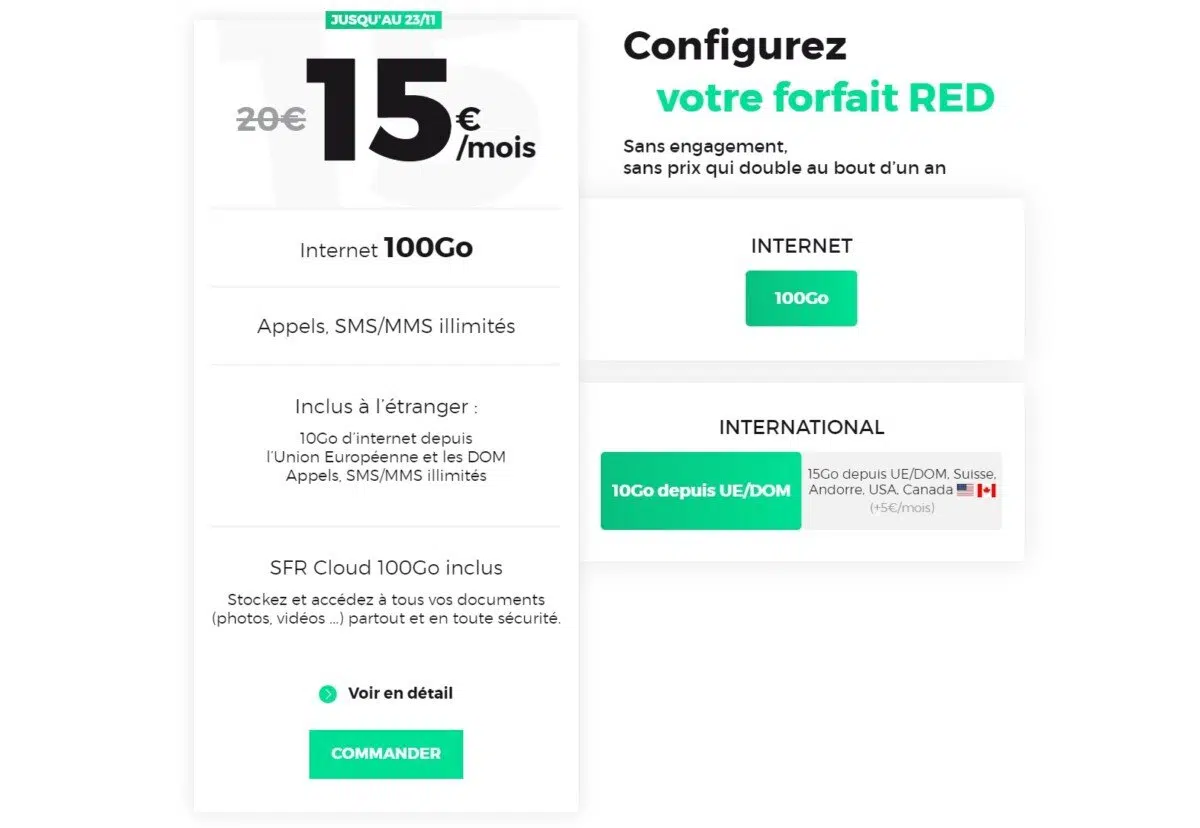 JUSQU'AU 23/11
20€
15€
/mois
Internet 100Go
Appels, SMS/MMS illimités
Inclus à l'étranger :
10Go d'internet depuis
l'Union Européenne et les DOM
Appels, SMS/MMS illimités
SFR Cloud 100Go inclus
Stockez et accédez à tous vos documents
(photos, vidéos ...) partout et en toute sécurité.
Voir en détail
COMMANDER
Configurez
votre forfait RED
Sans engagement,
sans prix qui double au bout d'un an
INTERNET
100Go
INTERNATIONAL
10Go depuis UE/DOM
15Go depuis UE/DOM, Suisse,
Andorre, USA, Canada
(+5€/mois)